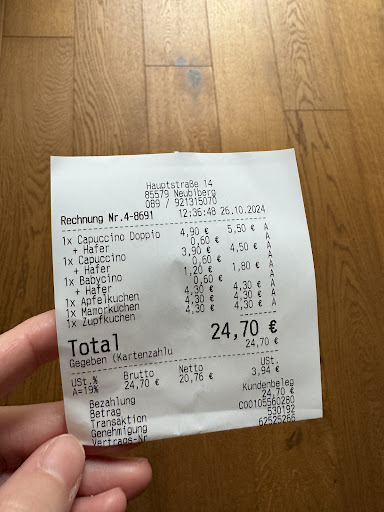 Hauptstraße 14
85579 Neubiberg
089 / 921315070
Rechnung Nr.4-8691 12:36:48 26.10.2024
1x Capuccino Doppio 4,90 € 5,50 € A
+ Hafer 0,60 €
1x Capuccino 3,90 € 4,50 € A
+ Hafer 0,60 €
1x Babycino 1,20 € 1,80 € A
+ Hafer 0,60 €
1x Apfelkuchen 4,30 € 4,30 € A
1x Mamorkuchen 4,30 € 4,30 € A
1x Zupfkuchen 4,30 € 4,30 € A
Total 24,70 €
Gegeben (Kartenzahlu 24,70 €
USt.% Brutto Netto USt.
A=19% 24,70 € 20,76 € 3,94 €
Bezahlung Kundenbeleg
Betrag 24,70 €
Transaktion C00105560280
Genehmigung 530192
Vertrags-Nr 62525266